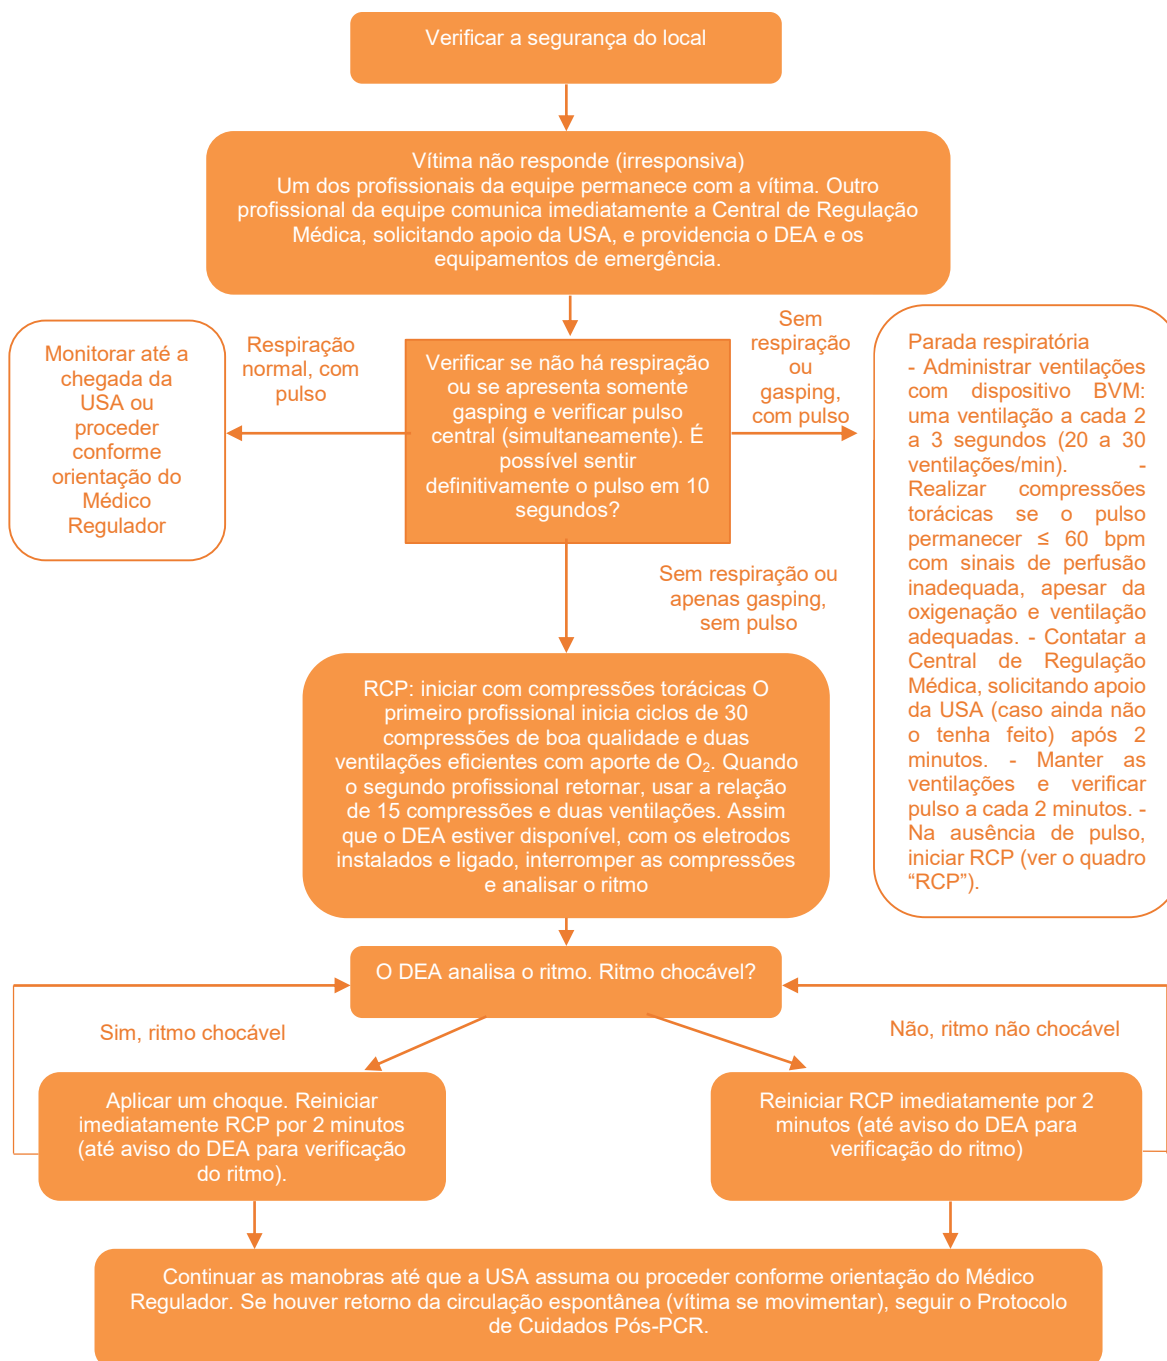 Verificar a segurança do local
Vítima não responde (irresponsiva)
Um dos profissionais da equipe permanece com a vítima. Outro
profissional da equipe comunica imediatamente a Central de Regulação
Médica, solicitando apoio da USA, e providencia o DEA e os
equipamentos de emergência.
Monitorar até a
chegada da
USA ou
proceder
conforme
orientação do
Médico
Regulador
Respiração
normal, com
pulso
Verificar se não há respiração
ou se apresenta somente
gasping e verificar pulso
central (simultaneamente). É
possível sentir
definitivamente o pulso em 10
segundos?
Sem
respiração
ou
gasping,
com pulso
Parada respiratória
- Administrar ventilações
com dispositivo BVM:
uma ventilação a cada 2
a 3 segundos (20 a 30
ventilações/min). -
Realizar compressões
torácicas se o pulso
permanecer ≤ 60 bpm
com sinais de perfusão
inadequada, apesar da
oxigenação e ventilação
adequadas. - Contatar a
Central de Regulação
Médica, solicitando apoio
da USA (caso ainda não
o tenha feito) após 2
minutos. - Manter as
ventilações e verificar
pulso a cada 2 minutos. -
Na ausência de pulso,
iniciar RCP (ver o quadro
“RCP”).
Sem respiração ou
apenas gasping,
sem pulso
RCP: iniciar com compressões torácicas O
primeiro profissional inicia ciclos de 30
compressões de boa qualidade e duas
ventilações eficientes com aporte de O₂. Quando
o segundo profissional retornar, usar a relação
de 15 compressões e duas ventilações. Assim
que o DEA estiver disponível, com os eletrodos
instalados e ligado, interromper as compressões
e analisar o ritmo
O DEA analisa o ritmo. Ritmo chocável?
Sim, ritmo chocável
Não, ritmo não chocável
Aplicar um choque. Reiniciar
imediatamente RCP por 2 minutos
(até aviso do DEA para verificação
do ritmo).
Reiniciar RCP imediatamente por 2
minutos (até aviso do DEA para
verificação do ritmo)
Continuar as manobras até que a USA assuma ou proceder conforme orientação do Médico
Regulador. Se houver retorno da circulação espontânea (vítima se movimentar), seguir o Protocolo
de Cuidados Pós-PCR.